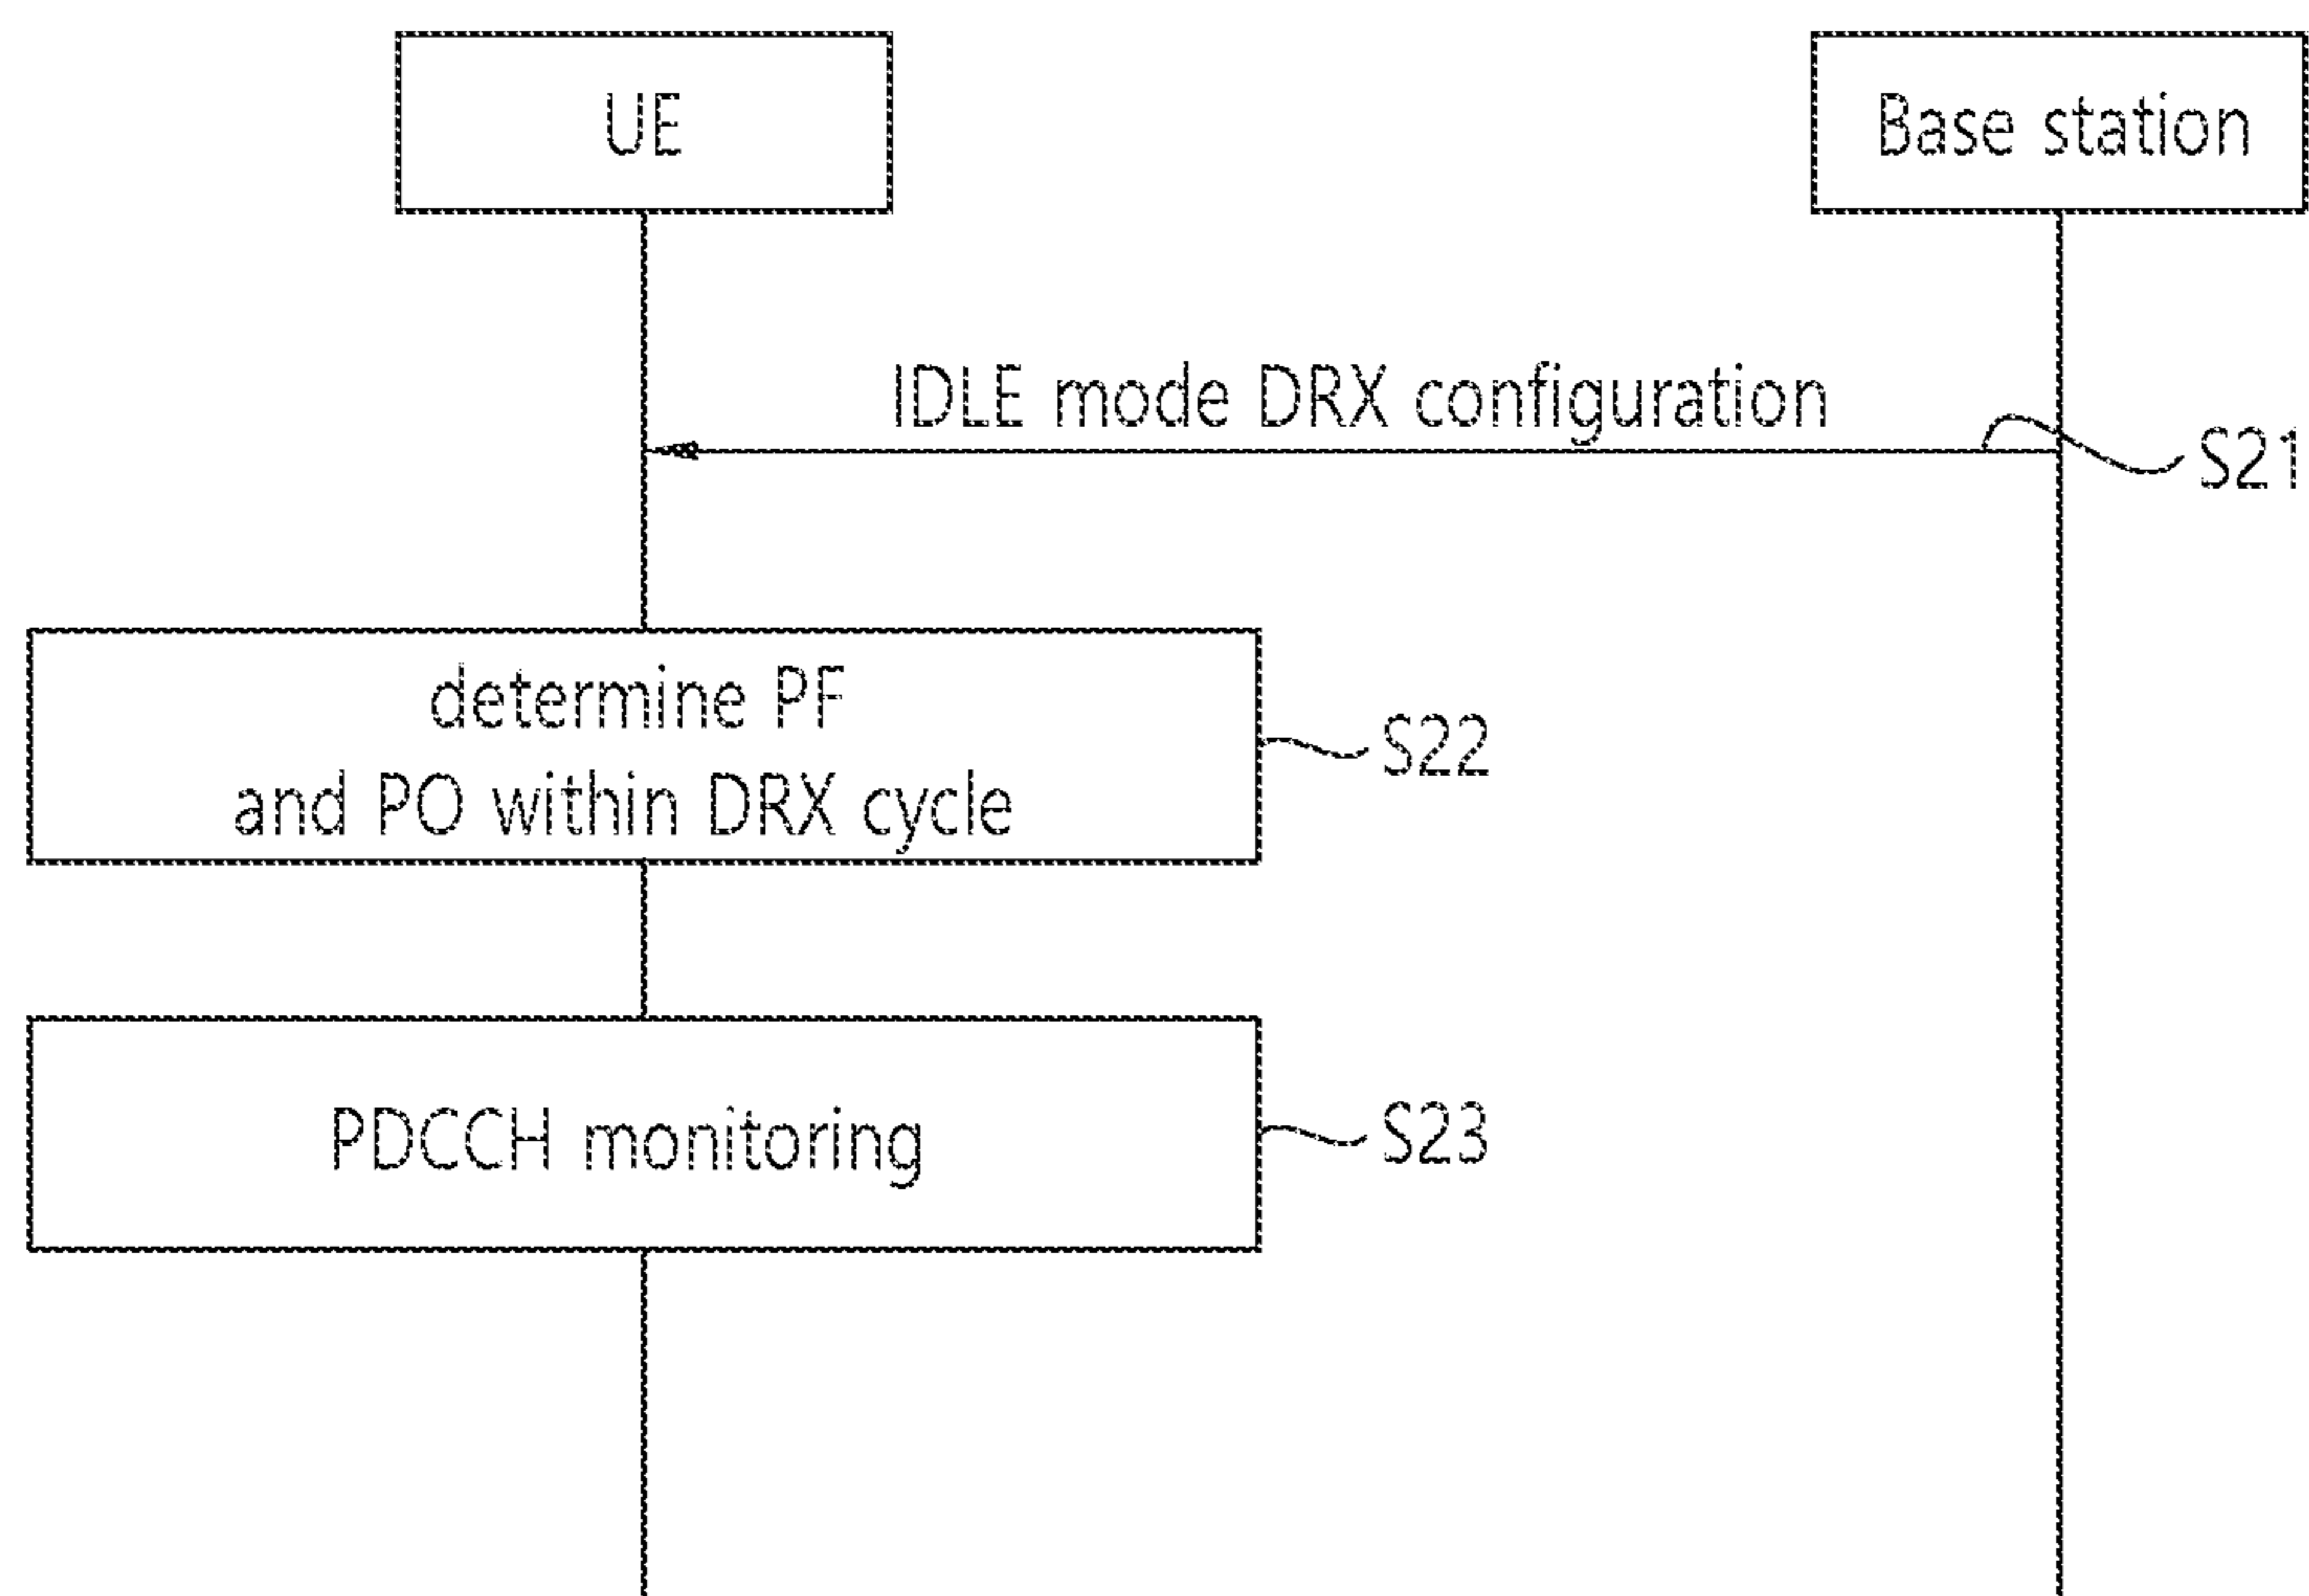 UE
Base station
IDLE mode DRX configuration
S21
determine PF
and PO within DRX cycle
S22
PDCCH monitoring
S23